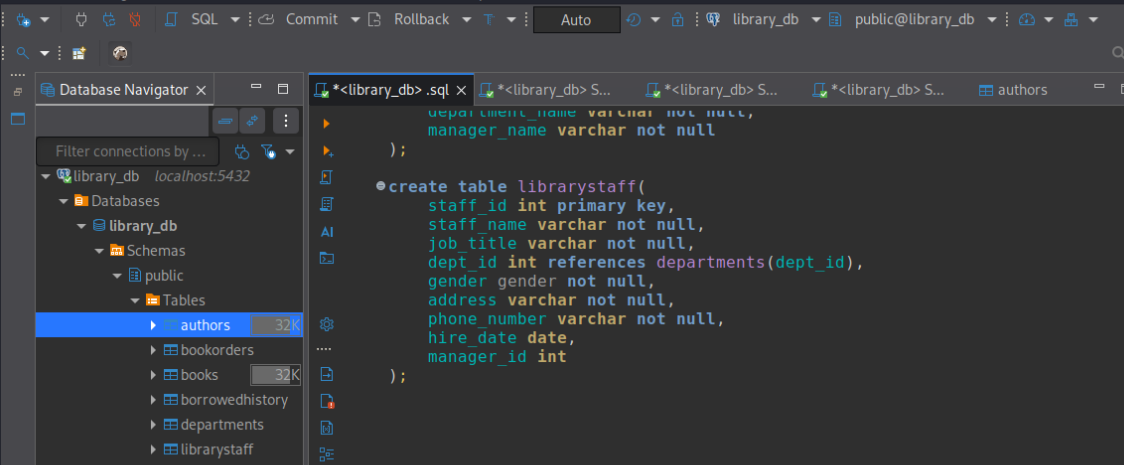 SQL Commit Rollback Auto library_db public@library_db
Database Navigator
*<library_db> .sql
*<library_db> S...
*<library_db> S...
*<library_db> S...
authors
department_name varchar not null,
manager_name varchar not null
);
create table librarystaff(
staff_id int primary key,
staff_name varchar not null,
job_title varchar not null,
dept_id int references departments(dept_id),
gender gender not null,
address varchar not null,
phone_number varchar not null,
hire_date date,
manager_id int
);
AI
Filter connections by ...
library_db localhost:5432
Databases
library_db
Schemas
public
Tables
authors 32K
bookorders
books 32K
borrowedhistory
departments
librarystaff